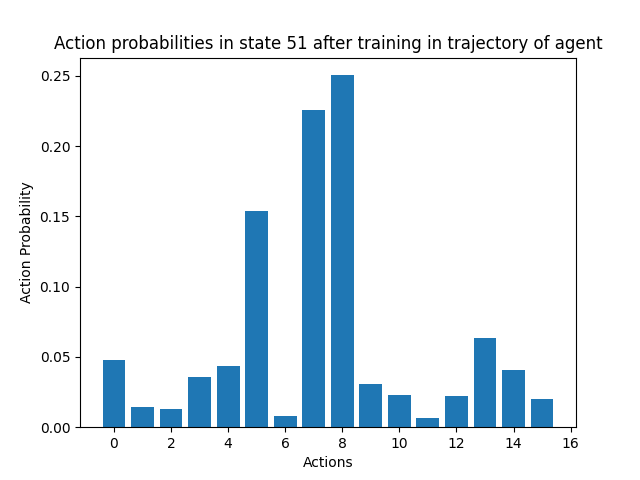 Action probabilities in state 51 after training in trajectory of agent
0.25
0.20
0.15
0.10
0.05
0.00
Action Probability
0 2 4 6 8 10 12 14 16
Actions